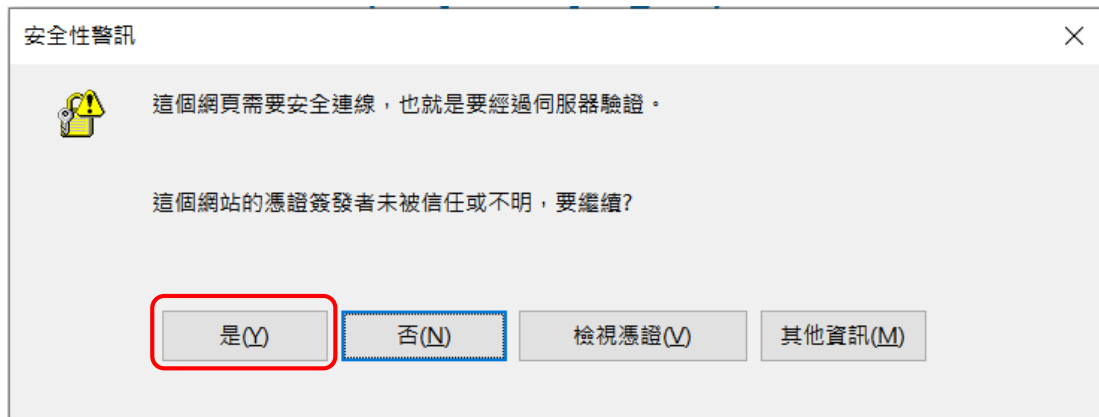 安全性警訊
這個網頁需要安全連線，也就是要經過伺服器驗證。
這個網站的憑證簽發者未被信任或不明，要繼續?
是(Y)
否(N)
檢視憑證(V)
其他資訊(M)